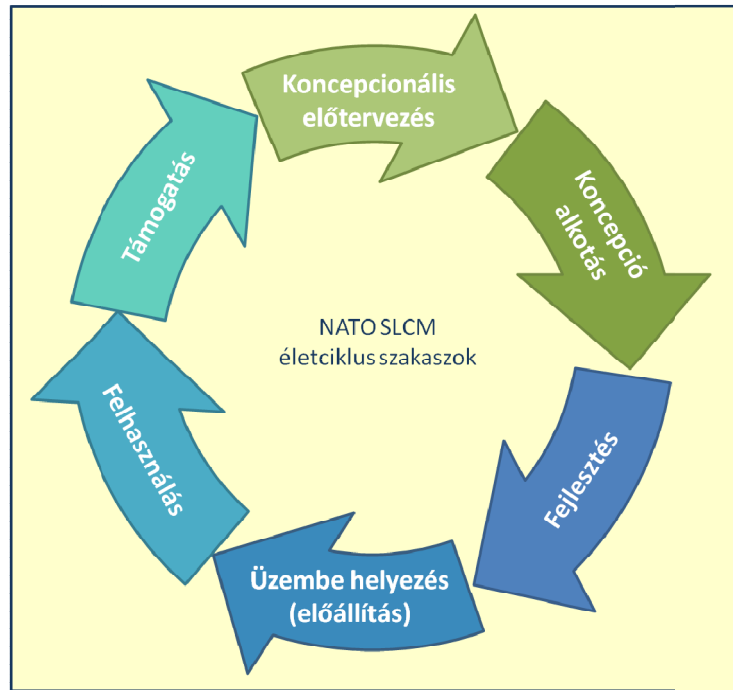 Koncepcionális
előtervezés
Koncepció
alkotás
Fejlesztés
Üzembe helyezés
(előállítás)
Felhasználás
Támogatás
NATO SLCM
életciklus szakaszok